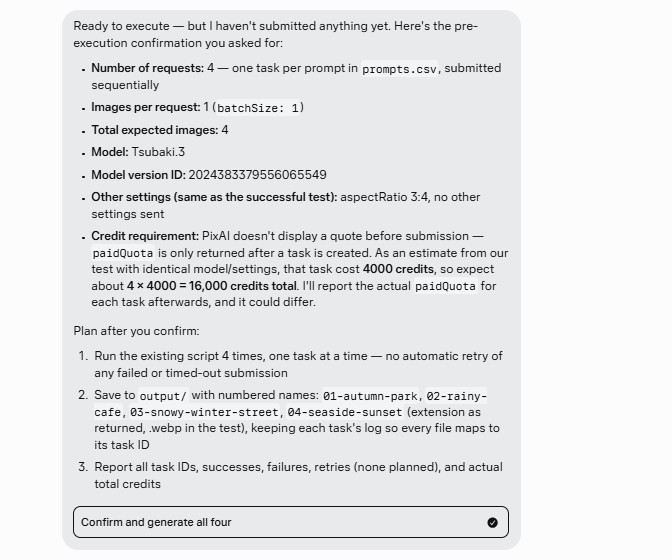 Ready to execute — but I haven't submitted anything yet. Here's the pre-
execution confirmation you asked for:
• Number of requests: 4 — one task per prompt in prompts.csv, submitted
sequentially
• Images per request: 1 (batchSize: 1)
• Total expected images: 4
• Model: Tsubaki.3
• Model version ID: 2024383379556065549
• Other settings (same as the successful test): aspectRatio 3:4, no other
settings sent
• Credit requirement: PixAI doesn't display a quote before submission —
paidQuota is only returned after a task is created. As an estimate from our
test with identical model/settings, that task cost 4000 credits, so expect
about 4 × 4000 = 16,000 credits total. I'll report the actual paidQuota for
each task afterwards, and it could differ.
Plan after you confirm:
1. Run the existing script 4 times, one task at a time — no automatic retry of
any failed or timed-out submission
2. Save to output/ with numbered names: 01-autumn-park, 02-rainy-
cafe, 03-snowy-winter-street, 04-seaside-sunset (extension as
returned, .webp in the test), keeping each task's log so every file maps to
its task ID
3. Report all task IDs, successes, failures, retries (none planned), and actual
total credits
Confirm and generate all four